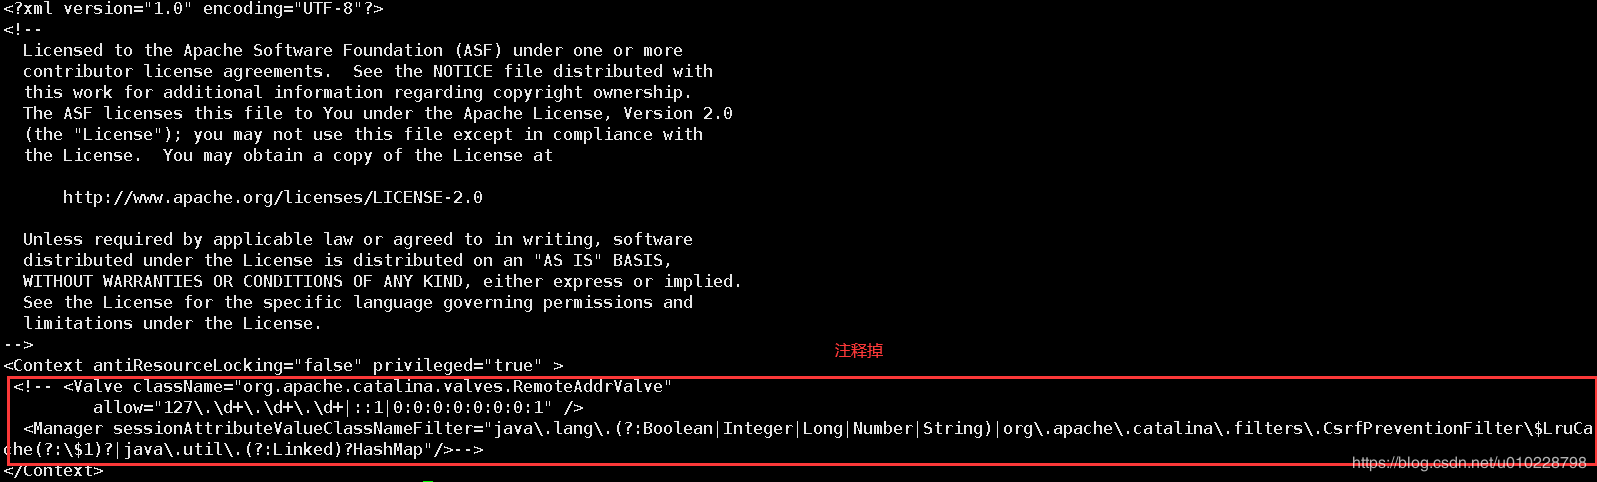 <?xml version="1.0" encoding="UTF-8"?>
<!--
  Licensed to the Apache Software Foundation (ASF) under one or more
  contributor license agreements.  See the NOTICE file distributed with
  this work for additional information regarding copyright ownership.
  The ASF licenses this file to You under the Apache License, Version 2.0
  (the "License"); you may not use this file except in compliance with
  the License.  You may obtain a copy of the License at
      http://www.apache.org/licenses/LICENSE-2.0
  Unless required by applicable law or agreed to in writing, software
  distributed under the License is distributed on an "AS IS" BASIS,
  WITHOUT WARRANTIES OR CONDITIONS OF ANY KIND, either express or implied.
  See the License for the specific language governing permissions and
  limitations under the License.
-->
注释掉
<Context antiResourceLocking="false" privileged="true" >
 <!-- <Valve className="org.apache.catalina.valves.RemoteAddrValve"
         allow="127\.\d+\.\d+\.\d+|::1|0:0:0:0:0:0:0:1" />
  <Manager sessionAttributeValueClassNameFilter="java\.lang\.(?:Boolean|Integer|Long|Number|String)|org\.apache\.catalina\.filters\.CsrfPreventionFilter\$LruCa
che(?:\$1)?|java\.util\.(?:Linked)?HashMap"/>-->
</Context>
https://blog.csdn.net/u010228798